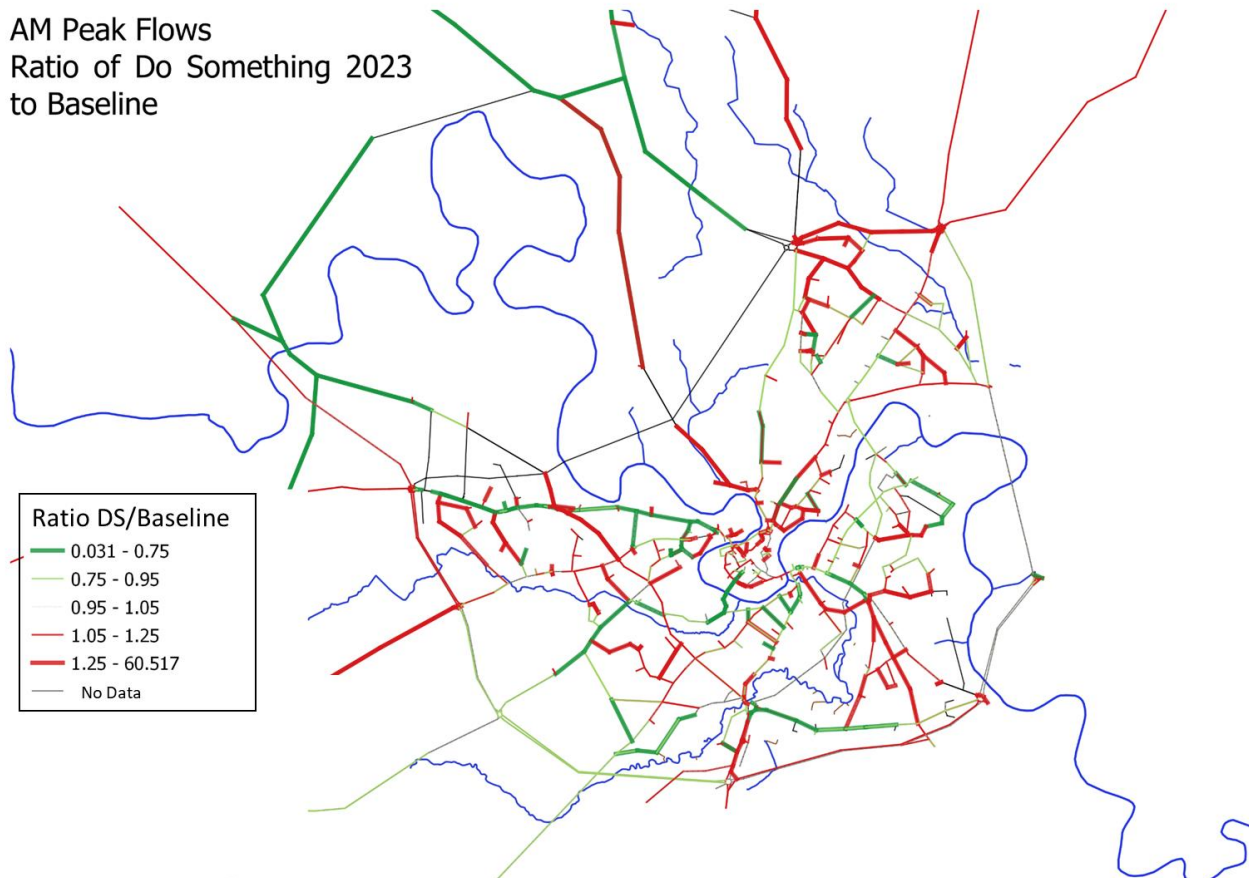 AM Peak Flows
Ratio of Do Something 2023
to Baseline
Ratio DS/Baseline
0.031 - 0.75
0.75 - 0.95
0.95 - 1.05
1.05 - 1.25
1.25 - 60.517
No Data